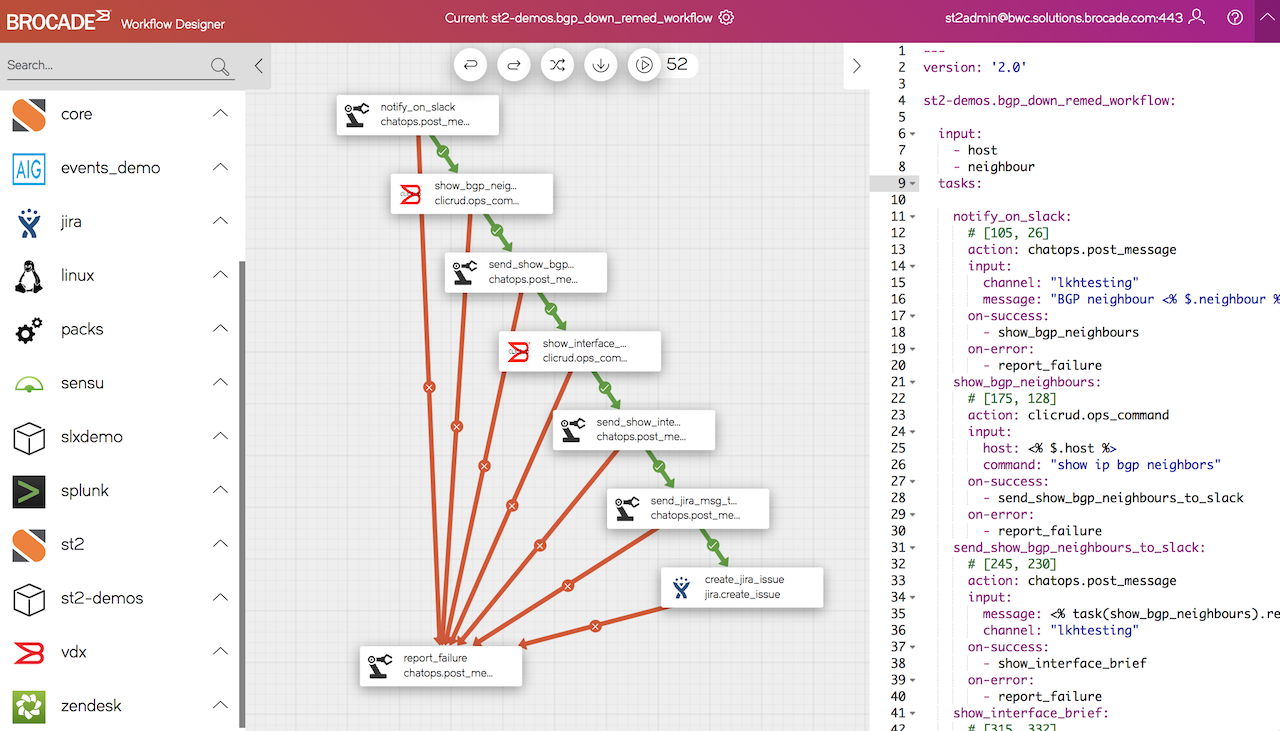 BROCADE Workflow Designer
Current: st2-demos.bgp_down_remed_workflow
st2admin@bwc.solutions.brocade.com:443
Search...
core
events_demo
AIG
jira
linux
packs
sensu
slxdemo
splunk
st2
st2-demos
vdx
zendesk
52
notify_on_slack
chatops.post_me...
show_bgp_neig...
clicrud.ops_com...
send_show_bgp...
chatops.post_me...
show_interface_...
clicrud.ops_com...
send_show_inte...
chatops.post_me...
send_jira_msg_t...
chatops.post_me...
create_jira_issue
jira.create_issue
report_failure
chatops.post_me...
1 ---
2 version: '2.0'
3
4 st2-demos.bgp_down_remed_workflow:
5
6 input:
7 - host
8 - neighbour
9 tasks:
10
11 notify_on_slack:
12 # [105, 26]
13 action: chatops.post_message
14 input:
15 channel: "lkhtesting"
16 message: "BGP neighbour <% $.neighbour %
17 on-success:
18 - show_bgp_neighbours
19 on-error:
20 - report_failure
21 show_bgp_neighbours:
22 # [175, 128]
23 action: clicrud.ops_command
24 input:
25 host: <% $.host %>
26 command: "show ip bgp neighbors"
27 on-success:
28 - send_show_bgp_neighbours_to_slack
29 on-error:
30 - report_failure
31 send_show_bgp_neighbours_to_slack:
32 # [245, 230]
33 action: chatops.post_message
34 input:
35 message: <% task(show_bgp_neighbours).re
36 channel: "lkhtesting"
37 on-success:
38 - show_interface_brief
39 on-error:
40 - report_failure
41 show_interface_brief:
42 # [315, 332]